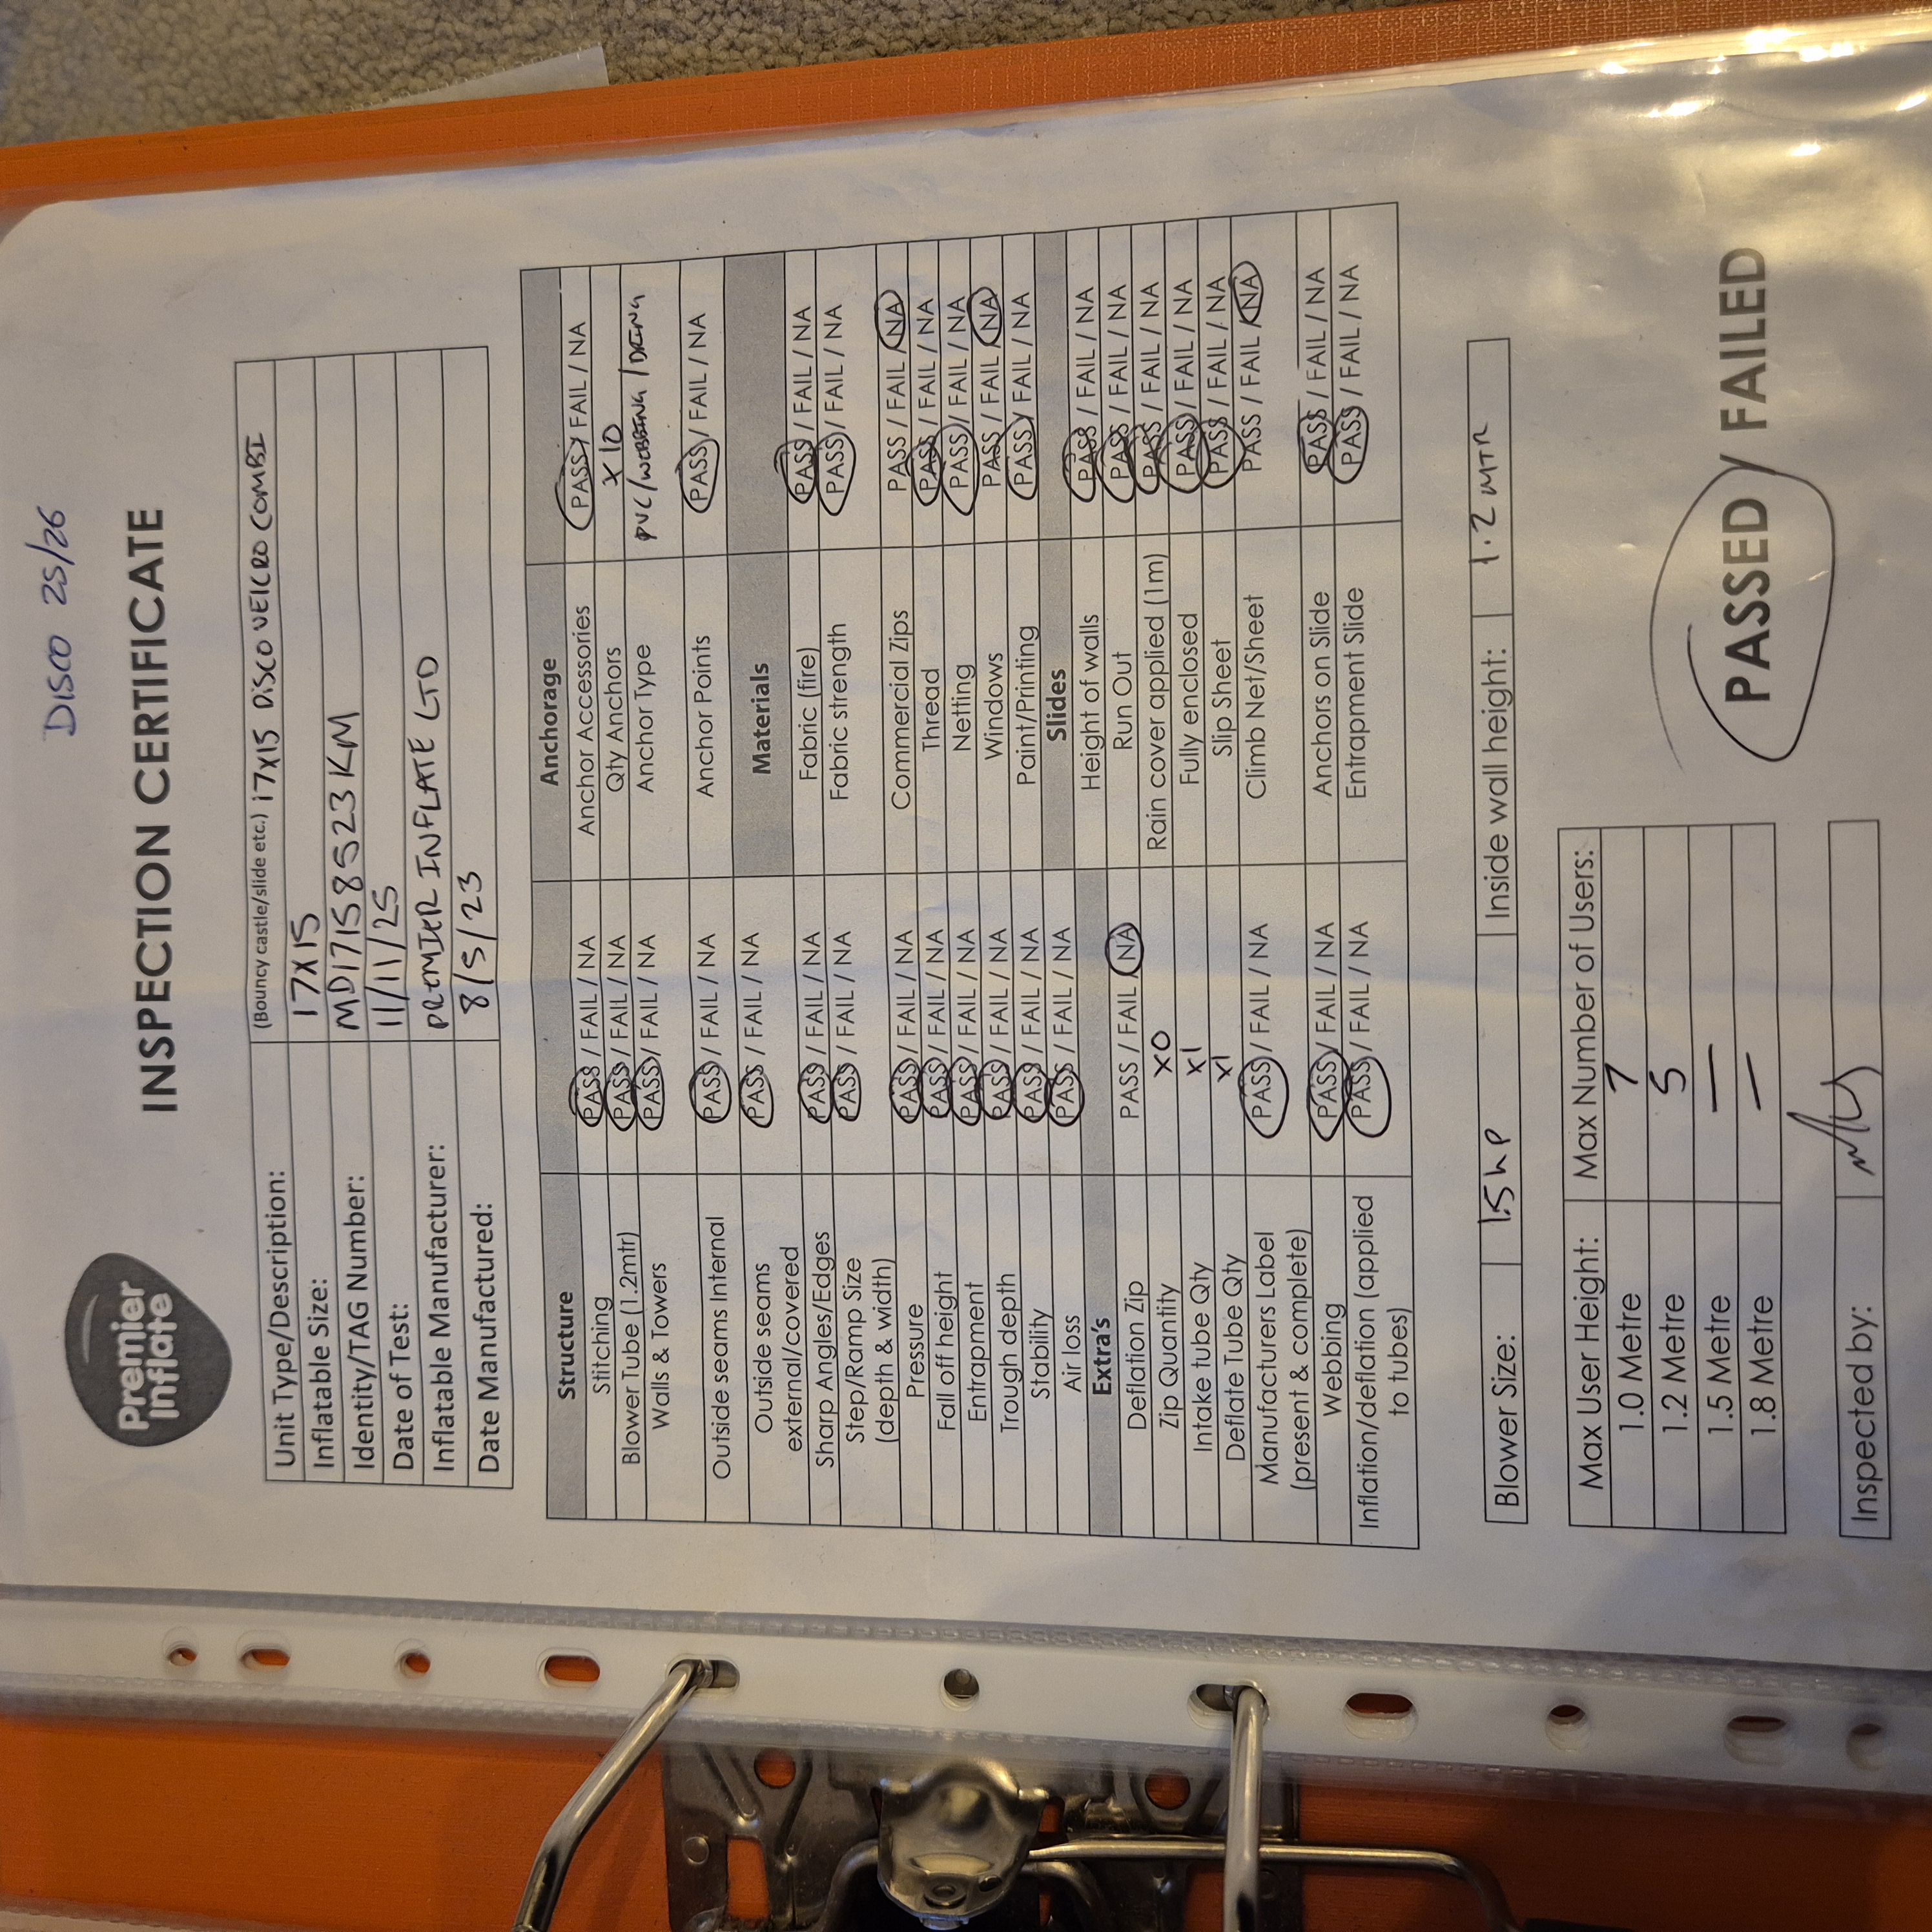 DISCO 25/26
Premier
Inflate
INSPECTION CERTIFICATE
Unit Type/Description: (Bouncy castle/slide etc.) 17x15 DISCO VELCRO COMBI
Inflatable Size: 17x15
Identity/TAG Number: MD17158523KM
Date of Test: 11/11/25
Inflatable Manufacturer: PREMIER INFLATE LTD
Date Manufactured: 8/5/23
Structure Anchorage
Stitching PASS / FAIL / NA Anchor Accessories PASS / FAIL / NA
Blower Tube (1.2mtr) PASS / FAIL / NA Qty Anchors x10
Walls & Towers PASS / FAIL / NA Anchor Type PVC/WEBBING/DRING
Outside seams Internal PASS / FAIL / NA Anchor Points PASS / FAIL / NA
Outside seams PASS / FAIL / NA Materials
external/covered
Sharp Angles/Edges PASS / FAIL / NA Fabric (fire) PASS / FAIL / NA
Step/Ramp Size PASS / FAIL / NA Fabric strength PASS / FAIL / NA
(depth & width)
Pressure PASS / FAIL / NA Commercial Zips PASS / FAIL / NA
Fall off height PASS / FAIL / NA Thread PASS / FAIL / NA
Entrapment PASS / FAIL / NA Netting PASS / FAIL / NA
Trough depth PASS / FAIL / NA Windows PASS / FAIL / NA
Stability PASS / FAIL / NA Paint/Printing PASS / FAIL / NA
Air loss PASS / FAIL / NA Slides
Extra's Height of walls PASS / FAIL / NA
Deflation Zip PASS / FAIL / NA Run Out PASS / FAIL / NA
Zip Quantity x0 Rain cover applied (1m) PASS / FAIL / NA
Intake tube Qty x1 Fully enclosed PASS / FAIL / NA
Deflate Tube Qty x1 Slip Sheet PASS / FAIL / NA
Manufacturers Label PASS / FAIL / NA Climb Net/Sheet PASS / FAIL / NA
(present & complete)
Webbing PASS / FAIL / NA Anchors on Slide PASS / FAIL / NA
Inflation/deflation (applied PASS / FAIL / NA Entrapment Slide PASS / FAIL / NA
to tubes)
Blower Size: 1.5hp Inside wall height: 1.2 MTR
Max User Height: Max Number of Users:
1.0 Metre 7
1.2 Metre 5
1.5 Metre —
1.8 Metre —
PASSED / FAILED
Inspected by: